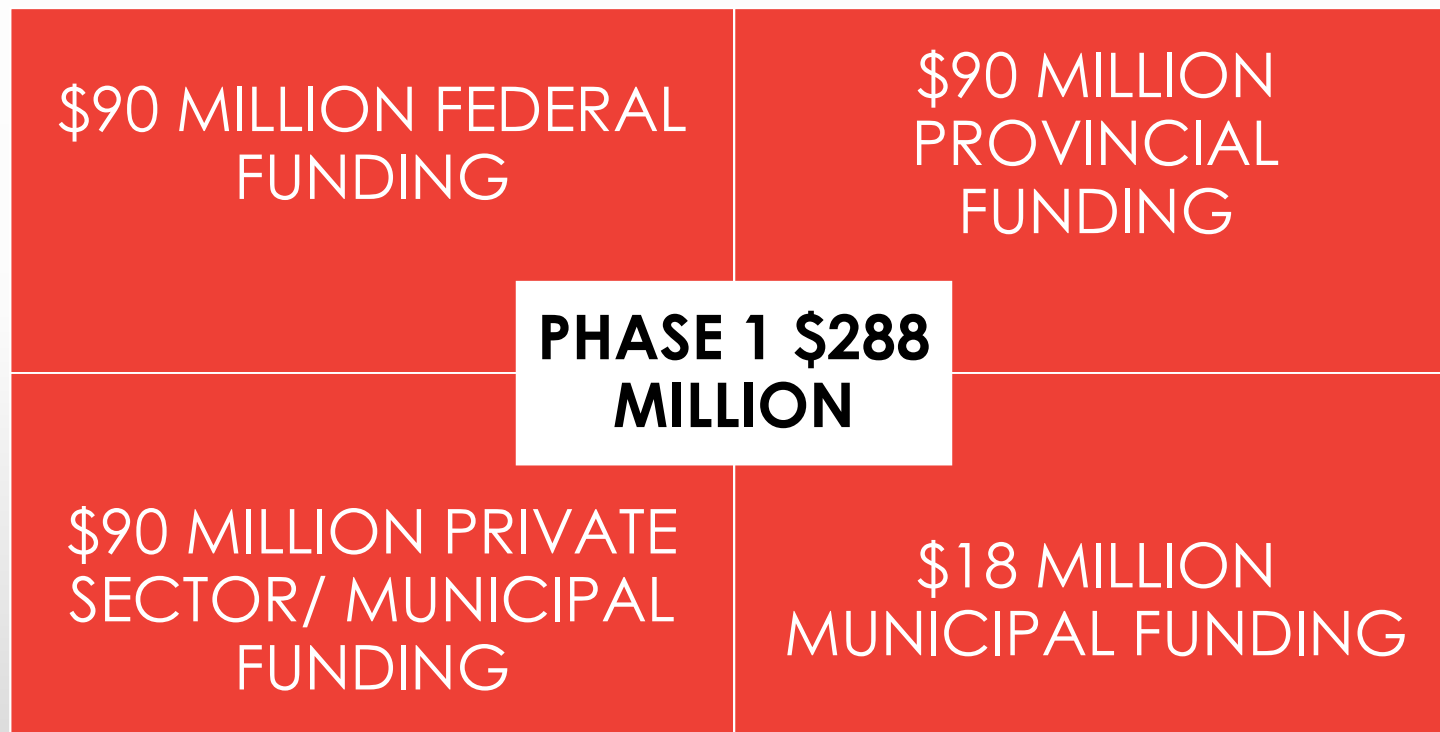 $90 MILLION FEDERAL
FUNDING
$90 MILLION
PROVINCIAL
FUNDING
PHASE 1 $288
MILLION
$90 MILLION PRIVATE
SECTOR/ MUNICIPAL
FUNDING
$18 MILLION
MUNICIPAL FUNDING